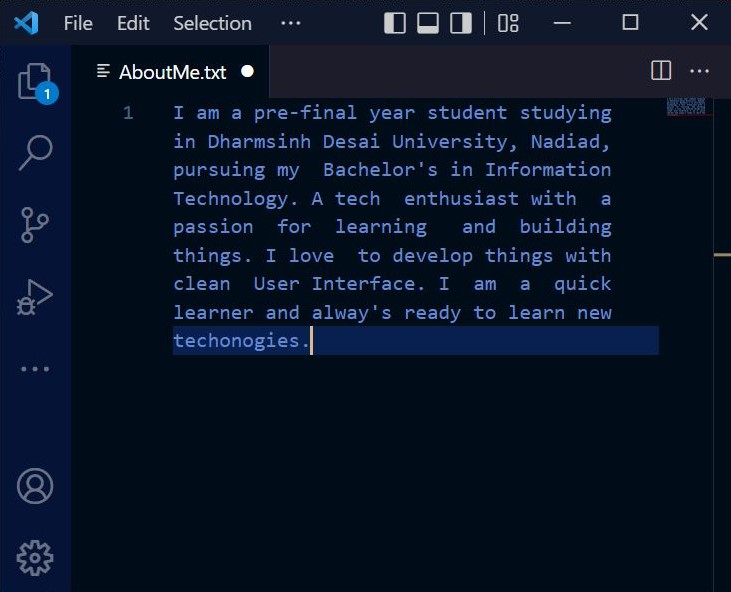 File Edit Selection ···
AboutMe.txt
1
1 I am a pre-final year student studying
in Dharmsinh Desai University, Nadiad,
pursuing my Bachelor's in Information
Technology. A tech enthusiast with a
passion for learning and building
things. I love to develop things with
clean User Interface. I am a quick
learner and alway's ready to learn new
techonogies.